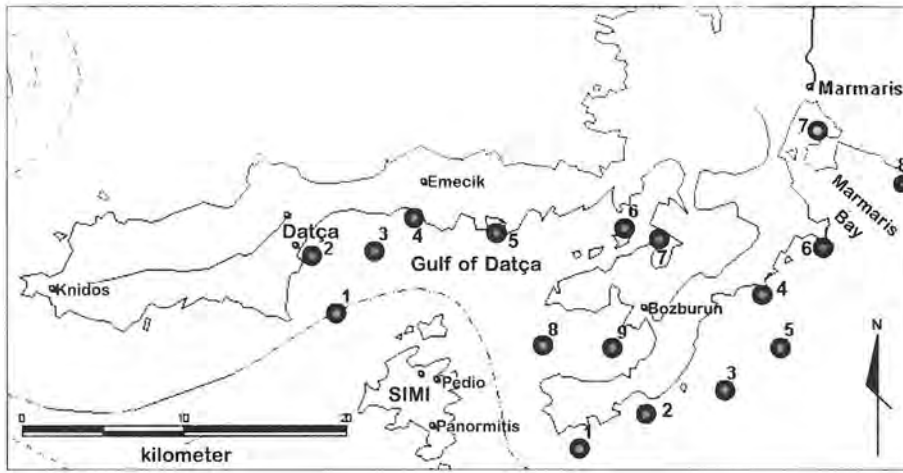 Marmaris
7
8
Marmaris
Bay
Emecik
6
4
Datça
3
5
7
6
2
Gulf of Datça
Knidos
4
1
Bozburun
8
9
5
N
SIMI
Pedio
3
2
0
10
20
Panormitis
1
kilometer